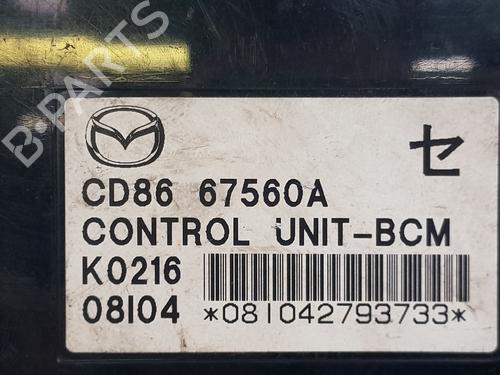 B-PARTS
セ
CD86 67560A
CONTROL UNIT-BCM
K0216
08I04 *081042793733*